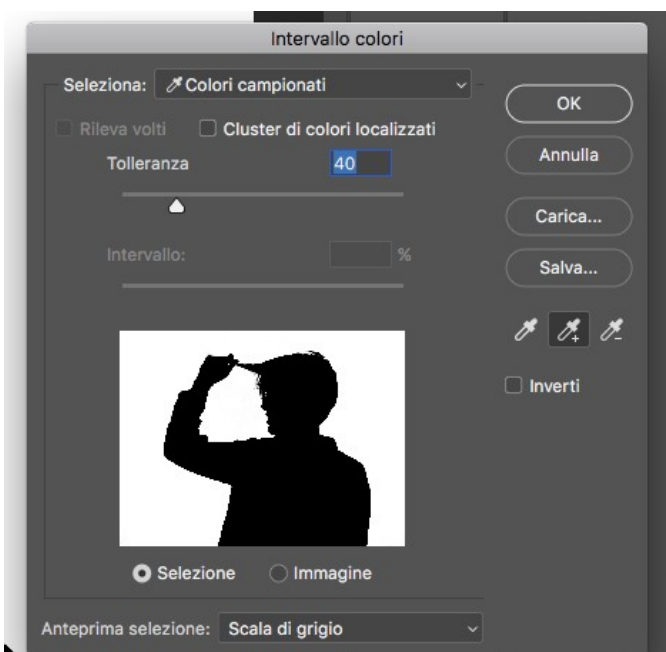 Intervallo colori
Seleziona: Colori campionati
OK
Rileva volti Cluster di colori localizzati
Tolleranza 40
Annulla
Carica...
Intervallo: %
Salva...
Inverti
Selezione Immagine
Anteprima selezione: Scala di grigio